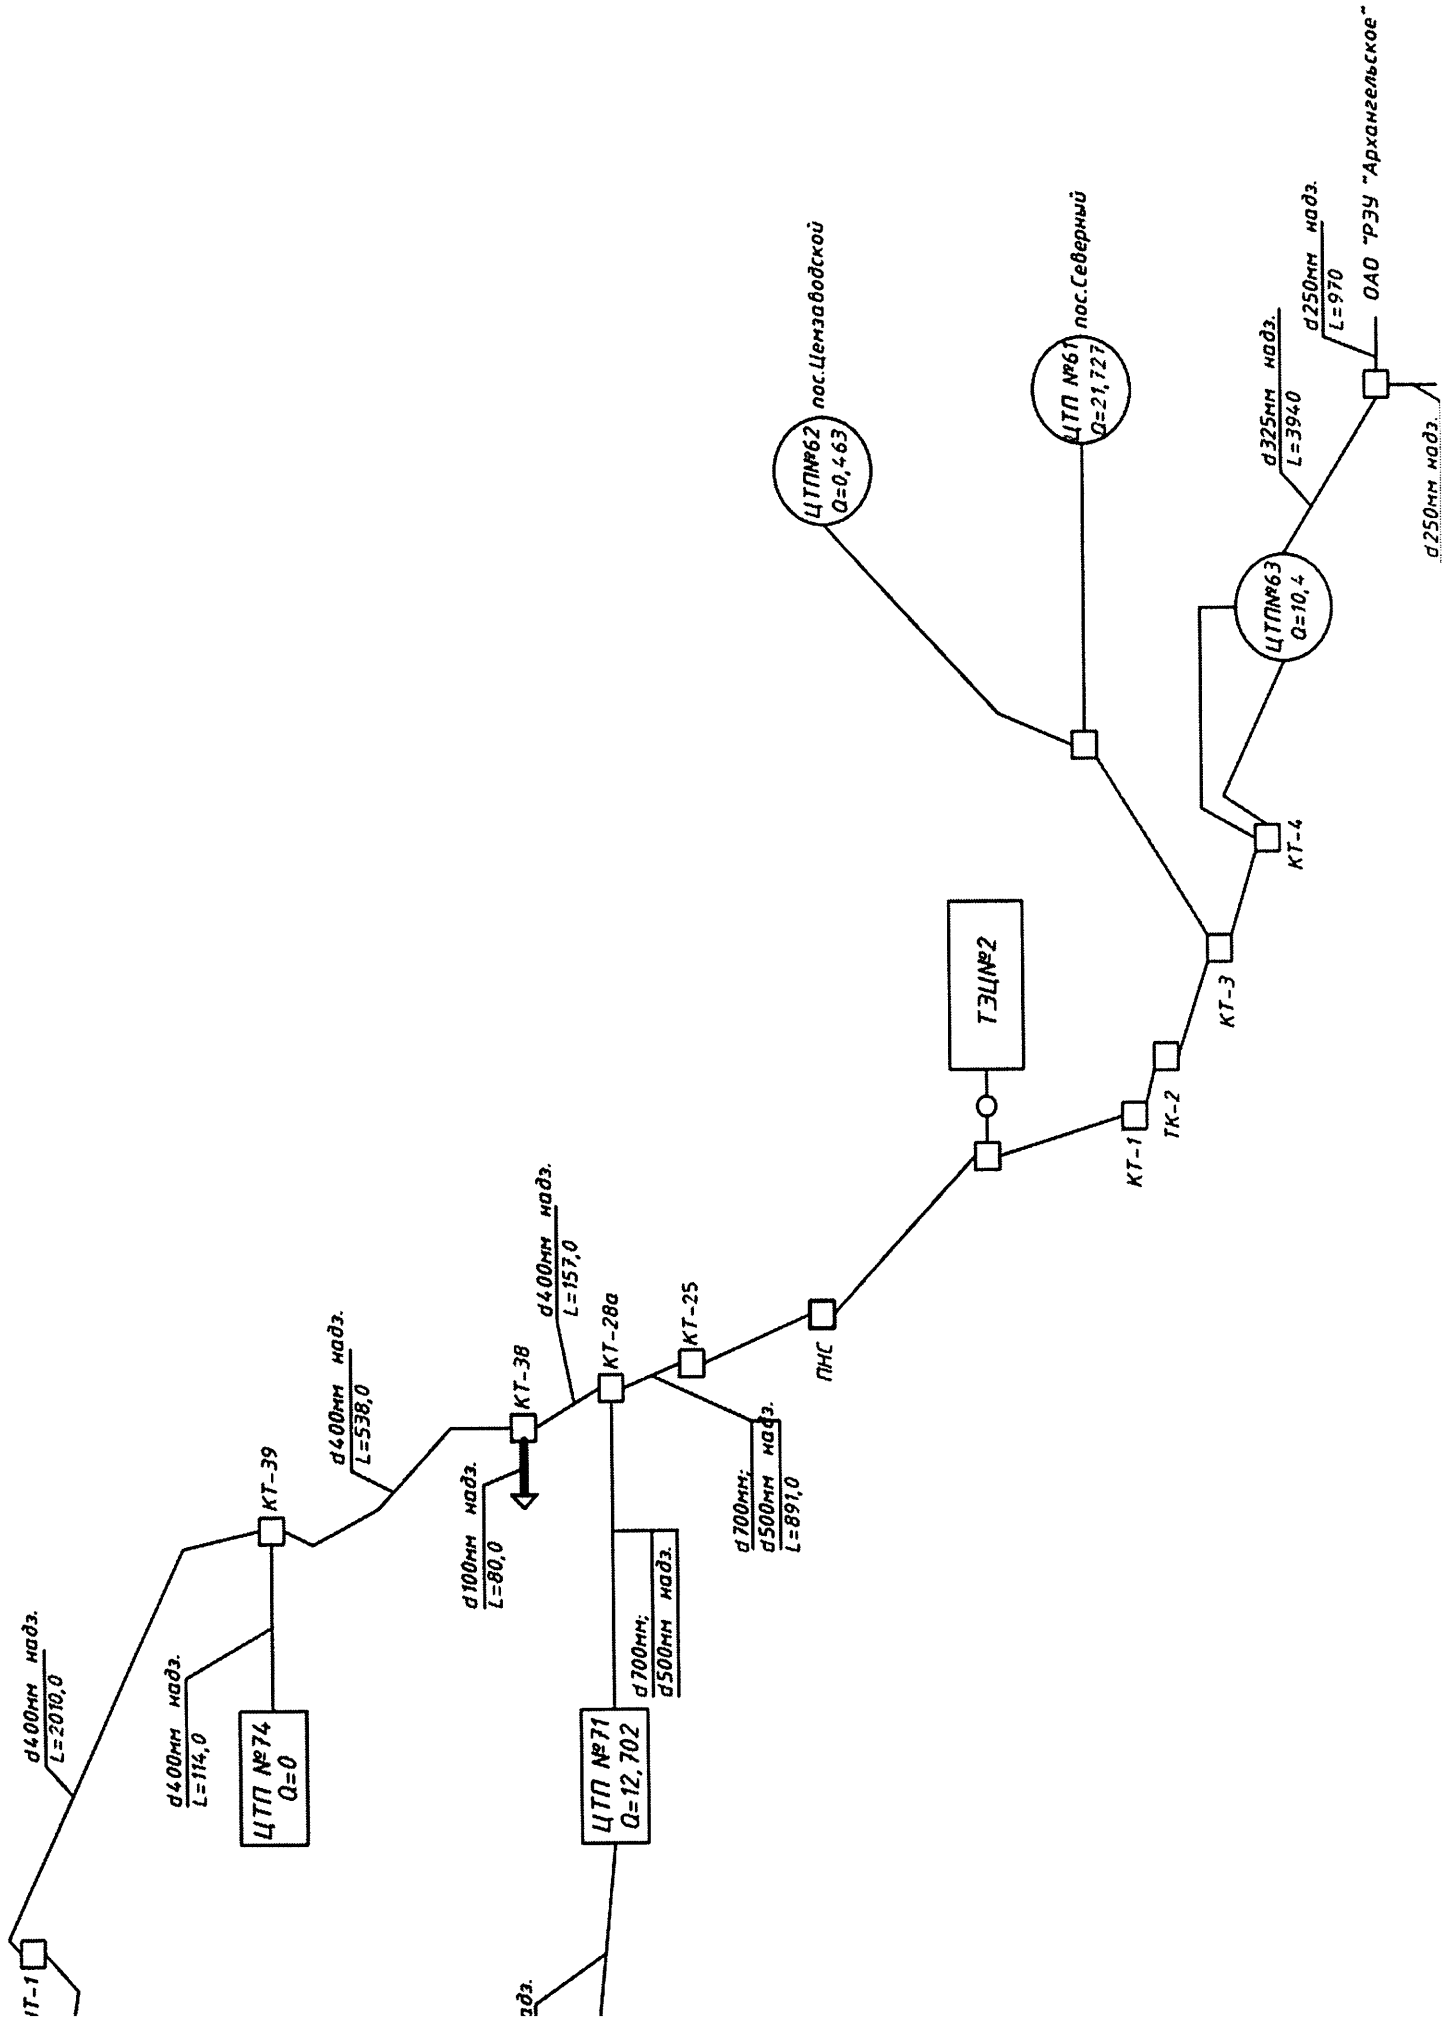 КТ-1
d400мм надз.
L=2010,0
d400мм надз.
L=114,0
ЦТП №74
Q=0
КТ-39
d400мм надз.
L=538,0
d100мм надз.
L=80,0
КТ-38
d400мм надз.
L=157,0
надз.
ЦТП №71
Q=12,702
d700мм;
d500мм надз.
КТ-28а
КТ-25
d700мм;
d500мм надз.
L=891,0
ПНС
ТЭЦ№2
КТ-1
ТК-2
КТ-3
КТ-4
ЦТП№62
Q=0,463
пос.Цемзаводской
ЦТП №61
Q=21,727
пос.Северный
ЦТП№63
Q=10,4
d325мм надз.
L=3940
d250мм надз.
L=970
ОАО "РЭУ "Архангельское"
d250мм надз.